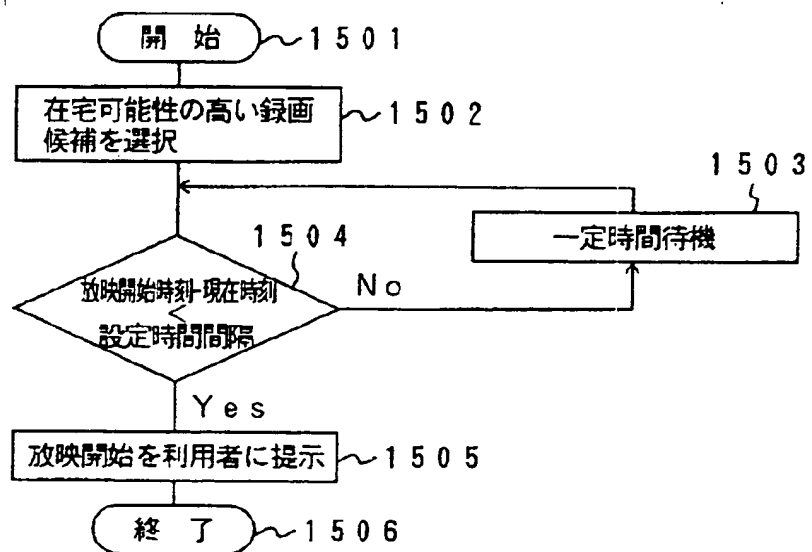 開 始 1501
在宅可能性の高い録画
候補を選択 1502
1503
一定時間待機
1504
放映開始時刻-現在時刻
<
設定時間間隔
No
Yes
放映開始を利用者に提示 1505
終 了 1506